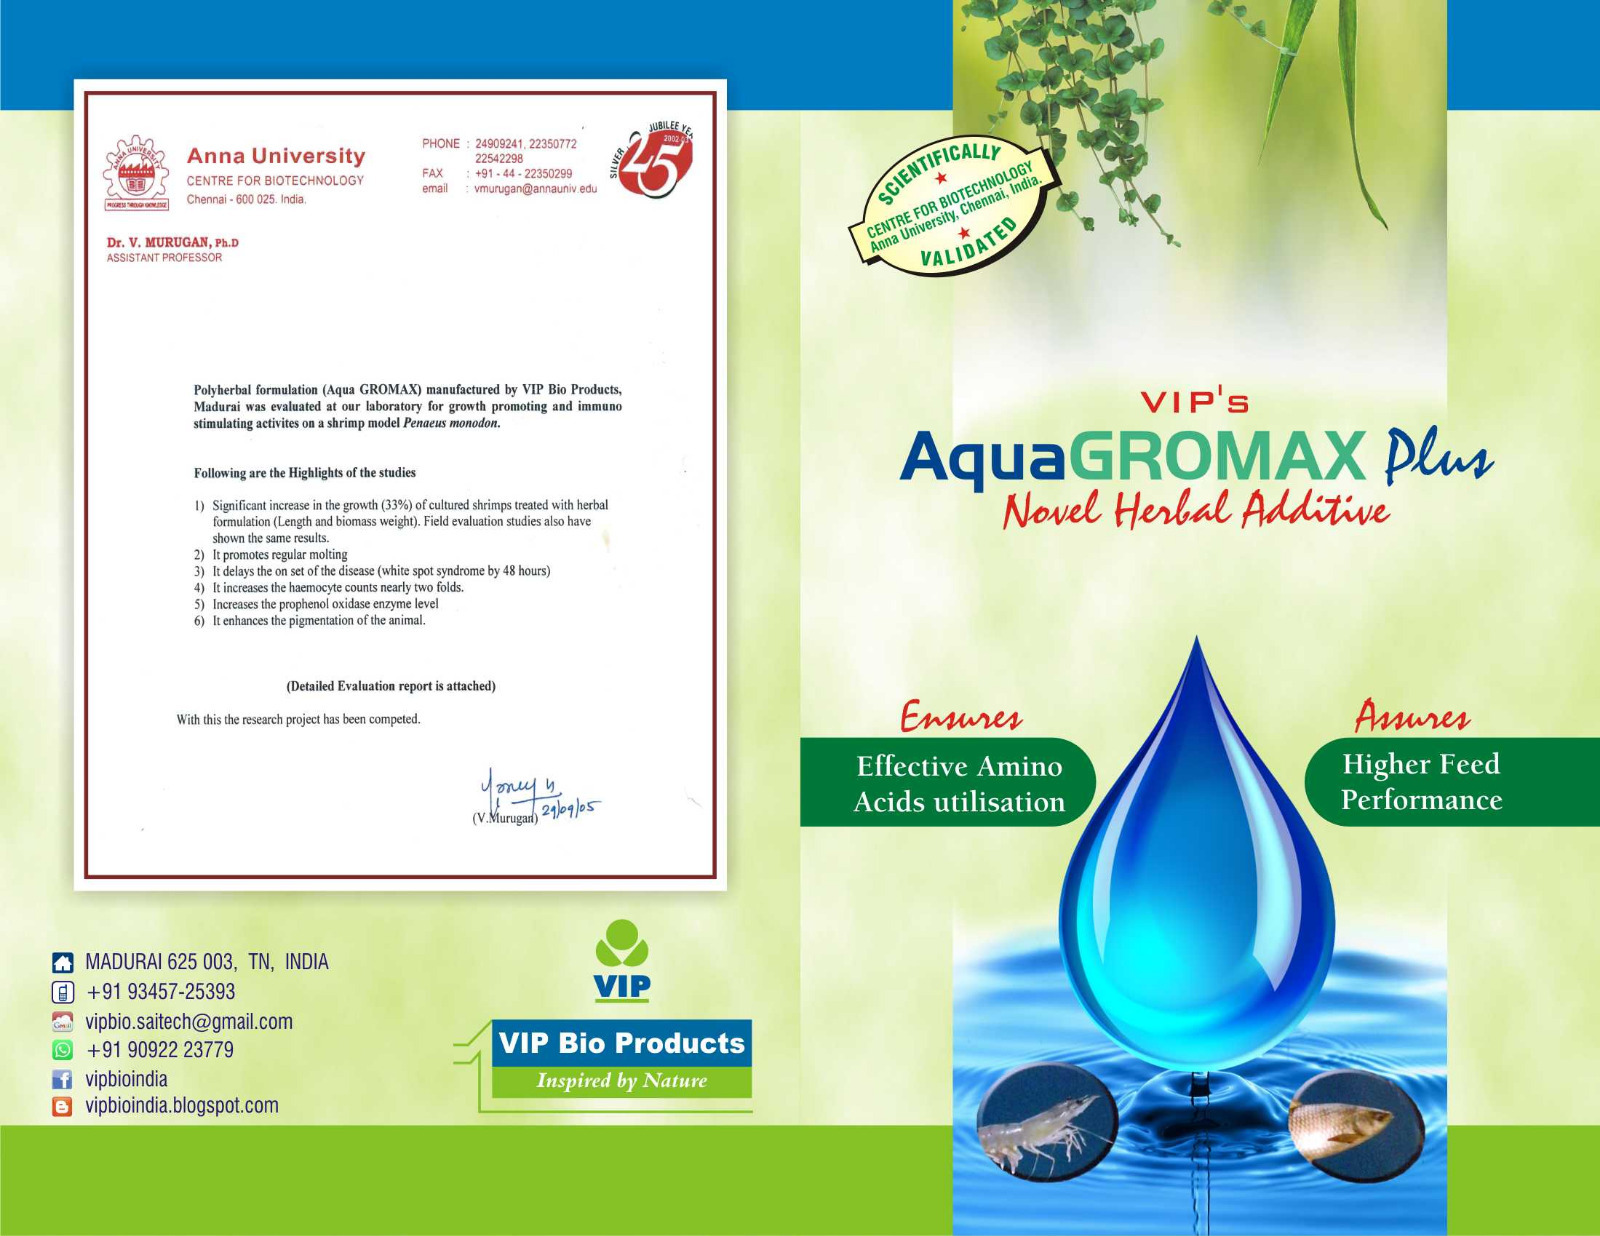 ANNA UNIVERSITY
PROGRESS THROUGH KNOWLEDGE
Anna University
CENTRE FOR BIOTECHNOLOGY
Chennai - 600 025. India.
PHONE : 24909241, 22350772
22542298
FAX : +91 - 44 - 22350299
email : vmurugan@annauniv.edu
SILVER JUBILEE YEAR
25
Dr. V. MURUGAN, Ph.D
ASSISTANT PROFESSOR
Polyherbal formulation (Aqua GROMAX) manufactured by VIP Bio Products,
Madurai was evaluated at our laboratory for growth promoting and immuno
stimulating activites on a shrimp model Penaeus monodon.
Following are the Highlights of the studies
1) Significant increase in the growth (33%) of cultured shrimps treated with herbal
formulation (Length and biomass weight). Field evaluation studies also have
shown the same results.
2) It promotes regular molting
3) It delays the on set of the disease (white spot syndrome by 48 hours)
4) It increases the haemocyte counts nearly two folds.
5) Increases the prophenol oxidase enzyme level
6) It enhances the pigmentation of the animal.
(Detailed Evaluation report is attached)
With this the research project has been competed.
29/09/05
(V.Murugan)
MADURAI 625 003, TN, INDIA
+91 93457-25393
Gmail
vipbio.saitech@gmail.com
+91 90922 23779
vipbioindia
vipbioindia.blogspot.com
VIP
VIP Bio Products
Inspired by Nature
SCIENTIFICALLY
CENTRE FOR BIOTECHNOLOGY
Anna University, Chennai, India.
VALIDATED
VIP's
AquaGROMAX Plus
Novel Herbal Additive
Ensures
Effective Amino
Acids utilisation
Assures
Higher Feed
Performance